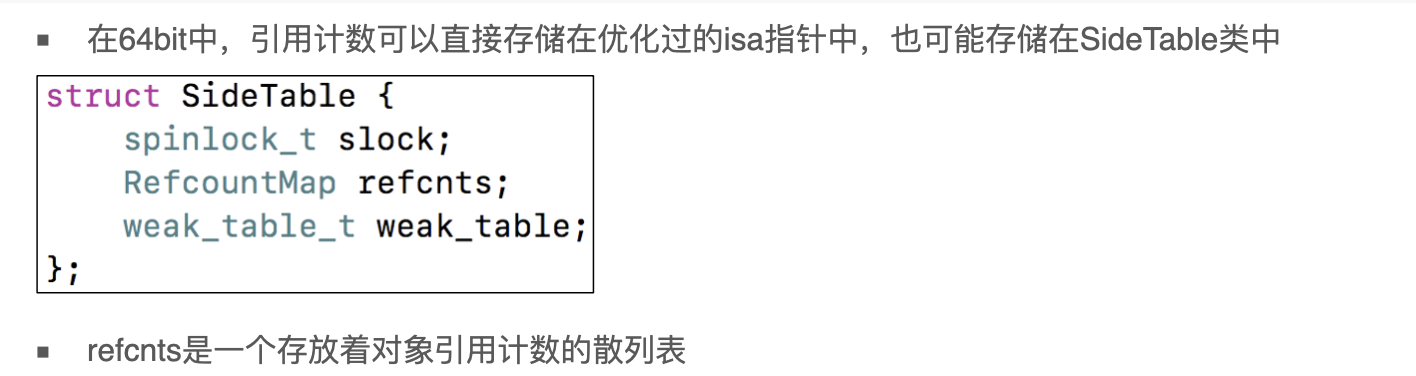 ▪ 在64bit中，引用计数可以直接存储在优化过的isa指针中，也可能存储在SideTable类中
struct SideTable {
    spinlock_t slock;
    RefcountMap refcnts;
    weak_table_t weak_table;
};
▪ refcnts是一个存放着对象引用计数的散列表